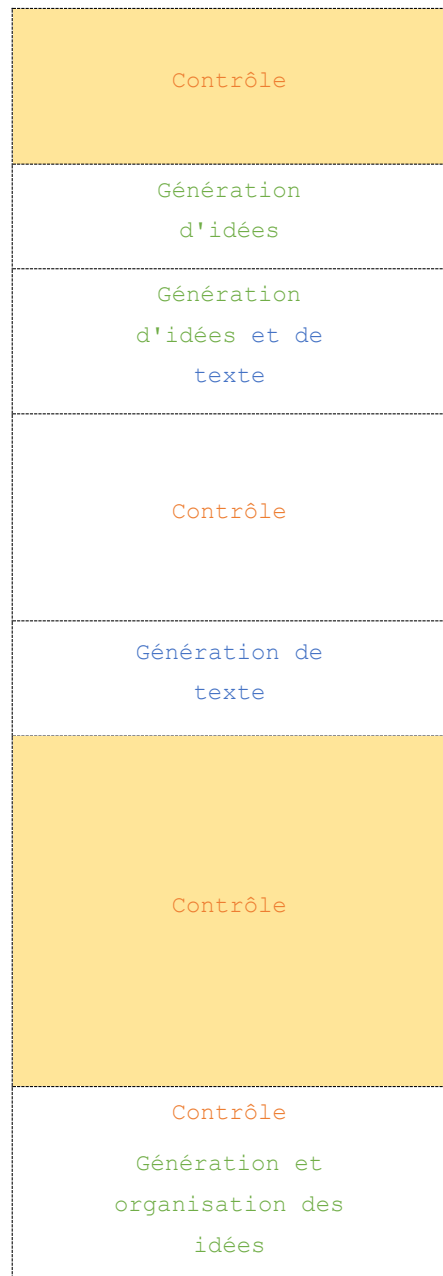 Contrôle
Génération
d'idées
Génération
d'idées et de
texte
Contrôle
Génération de
texte
Contrôle
Contrôle
Génération et
organisation des
idées